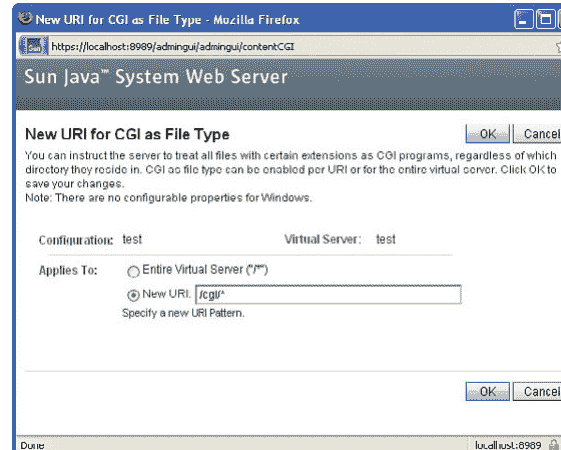 New URI for CGI as File Type - Mozilla Firefox
Sun https://localhost:8989/admingui/admingui/contentCGI
Sun Java™ System Web Server
New URI for CGI as File Type OK Cancel
You can instruct the server to treat all files with certain extensions as CGI programs, regardless of which
directory they reside in. CGI as file type can be enabled per URI or for the entire virtual server. Click OK to
save your changes.
Note: There are no configurable properties for Windows.
Configuration: test Virtual Server: test
Applies To: Entire Virtual Server ("/*")
New URI. /cgi/*
Specify a new URI Pattern.
OK Cancel
Done localhost:8989